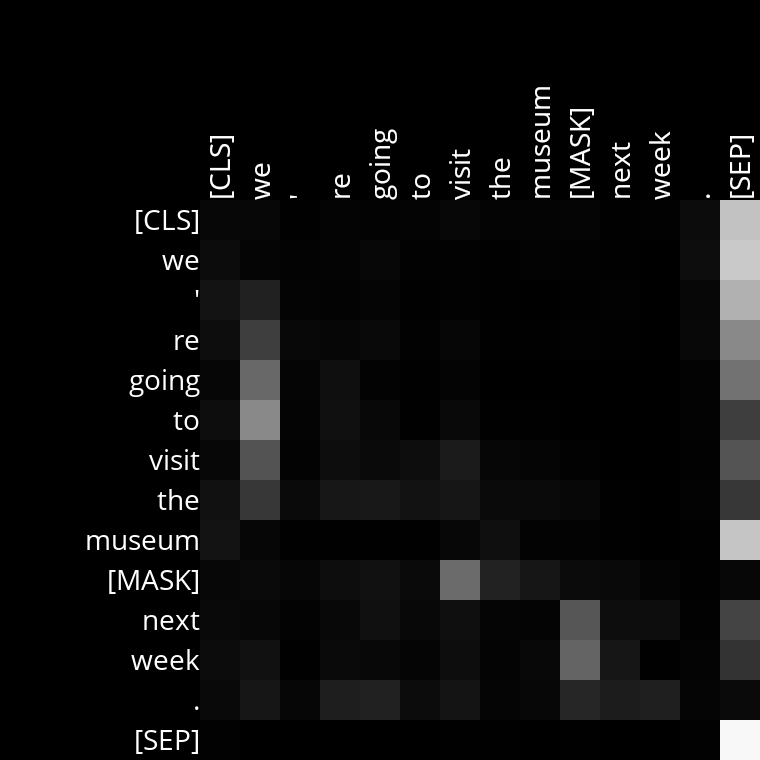 [CLS] we ' re going to visit the museum [MASK] next week . [SEP]
[CLS]
we
'
re
going
to
visit
the
museum
[MASK]
next
week
.
[SEP]